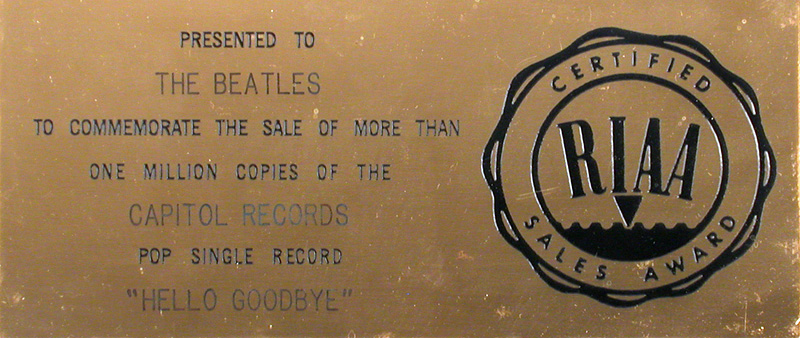 PRESENTED TO
THE BEATLES
TO COMMEMORATE THE SALE OF MORE THAN
ONE MILLION COPIES OF THE
CAPITOL RECORDS
POP SINGLE RECORD
"HELLO GOODBYE"
CERTIFIED
RIAA
SALES AWARD